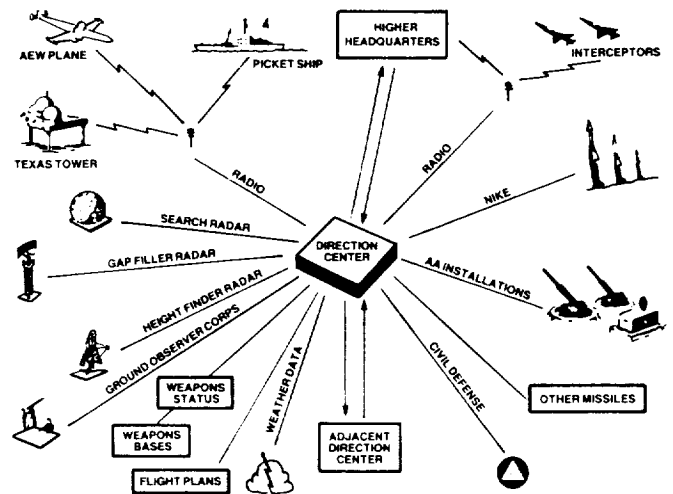 AEW PLANE
PICKET SHIP
HIGHER
HEADQUARTERS
INTERCEPTORS
TEXAS TOWER
RADIO
RADIO
NIKE
SEARCH RADAR
DIRECTION
CENTER
GAP FILLER RADAR
AA INSTALLATIONS
HEIGHT FINDER RADAR
GROUND OBSERVER CORPS
WEAPONS
STATUS
WEATHER DATA
CIVIL DEFENSE
OTHER MISSILES
WEAPONS
BASES
ADJACENT
DIRECTION
CENTER
FLIGHT PLANS